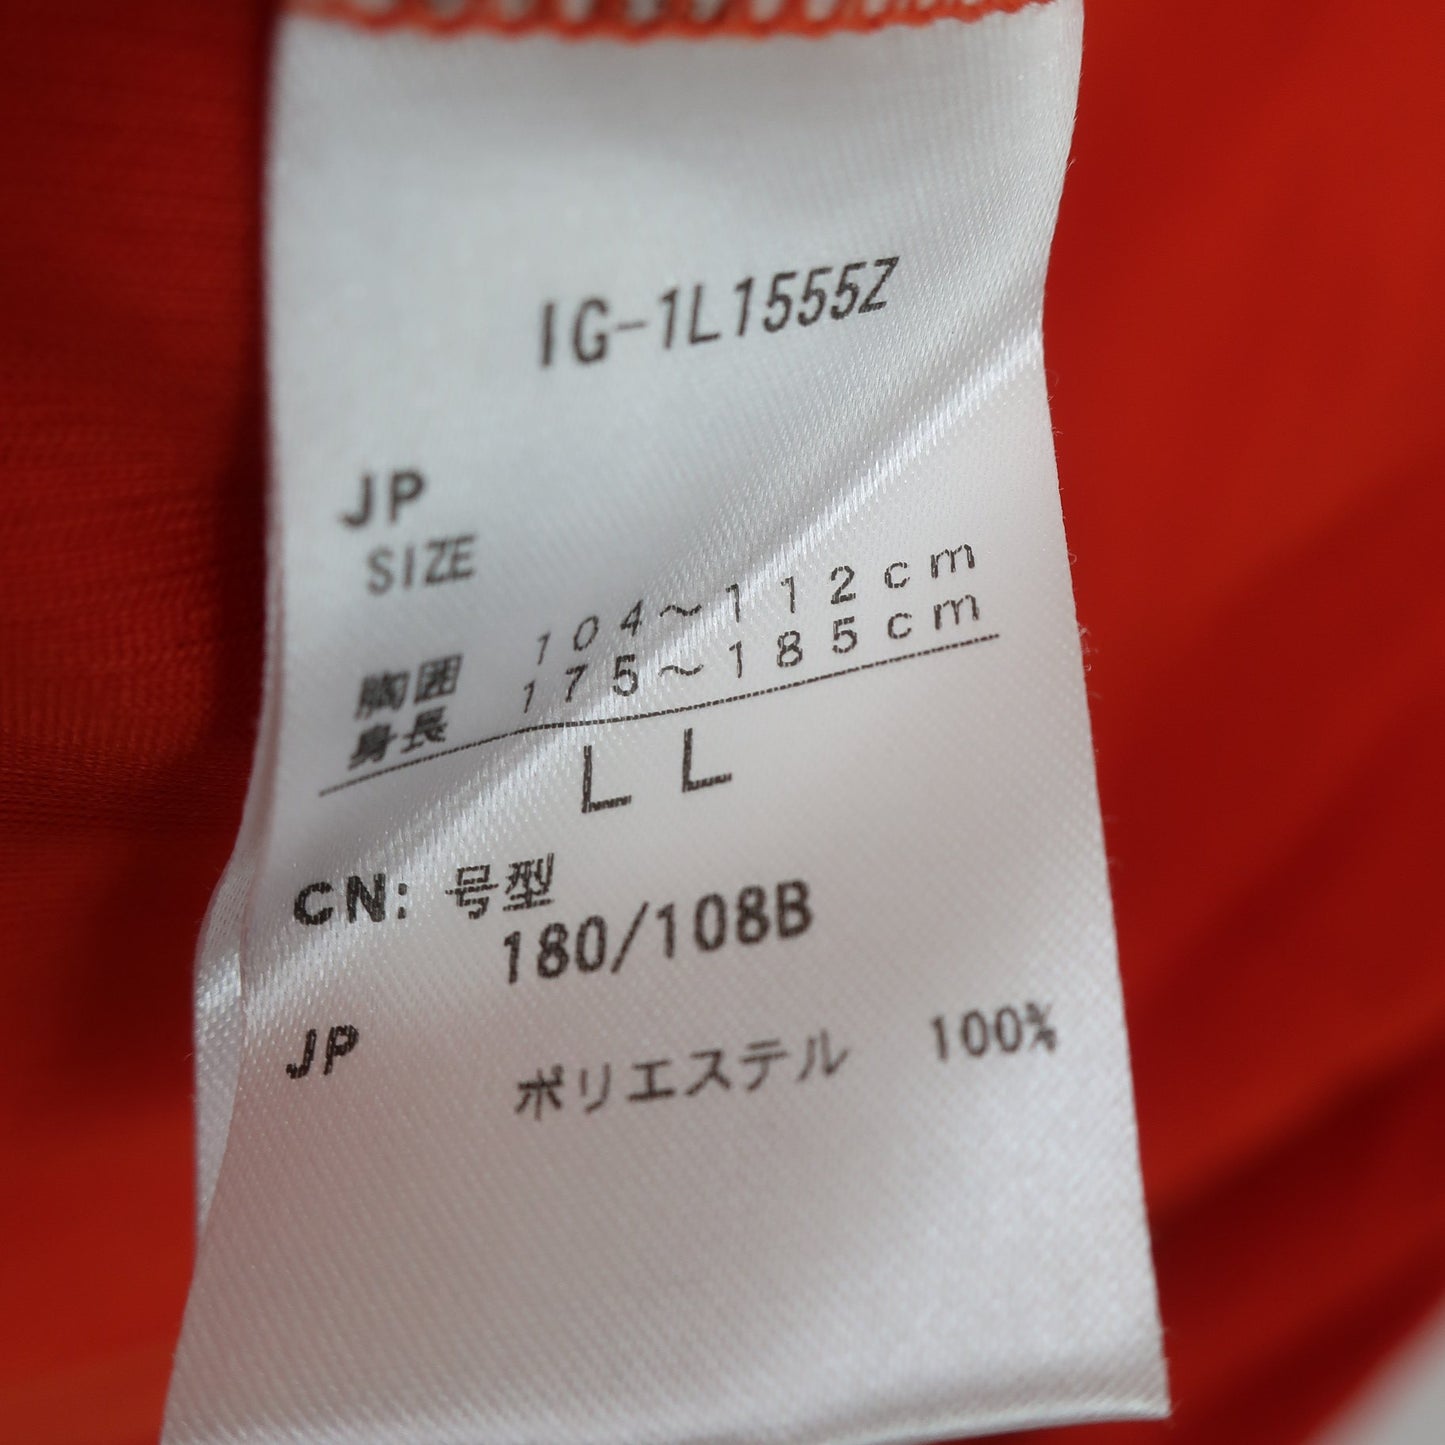 IG-1L1555Z
JP
SIZE
胸囲 104～112cm
身長 175～185cm
LL
CN: 号型
180/108B
JP
ポリエステル 100%